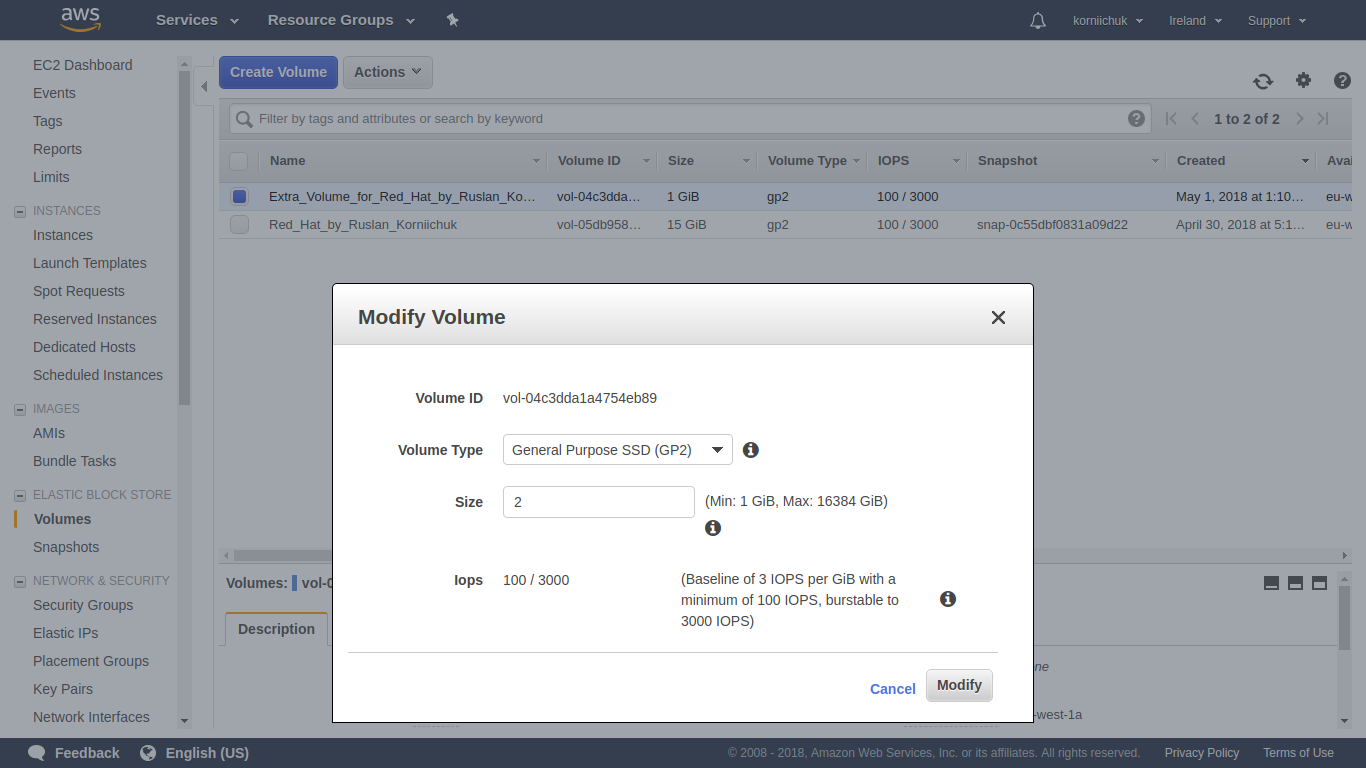 aws Services Resource Groups korniichuk Ireland Support
EC2 Dashboard
Events
Tags
Reports
Limits
INSTANCES
Instances
Launch Templates
Spot Requests
Reserved Instances
Dedicated Hosts
Scheduled Instances
IMAGES
AMIs
Bundle Tasks
ELASTIC BLOCK STORE
Volumes
Snapshots
NETWORK & SECURITY
Security Groups
Elastic IPs
Placement Groups
Key Pairs
Network Interfaces
Create Volume Actions
Filter by tags and attributes or search by keyword 1 to 2 of 2
Name Volume ID Size Volume Type IOPS Snapshot Created Avai
Extra_Volume_for_Red_Hat_by_Ruslan_Ko... vol-04c3dda... 1 GiB gp2 100 / 3000 May 1, 2018 at 1:10... eu-w
Red_Hat_by_Ruslan_Korniichuk vol-05db958... 15 GiB gp2 100 / 3000 snap-0c55dbf0831a09d22 April 30, 2018 at 5:1... eu-w
Modify Volume
Volume ID vol-04c3dda1a4754eb89
Volume Type General Purpose SSD (GP2)
Size 2 (Min: 1 GiB, Max: 16384 GiB)
Iops 100 / 3000 (Baseline of 3 IOPS per GiB with a
minimum of 100 IOPS, burstable to
3000 IOPS)
Cancel Modify
Volumes: vol-0
Description
ne
-west-1a
Feedback English (US) © 2008 - 2018, Amazon Web Services, Inc. or its affiliates. All rights reserved. Privacy Policy Terms of Use